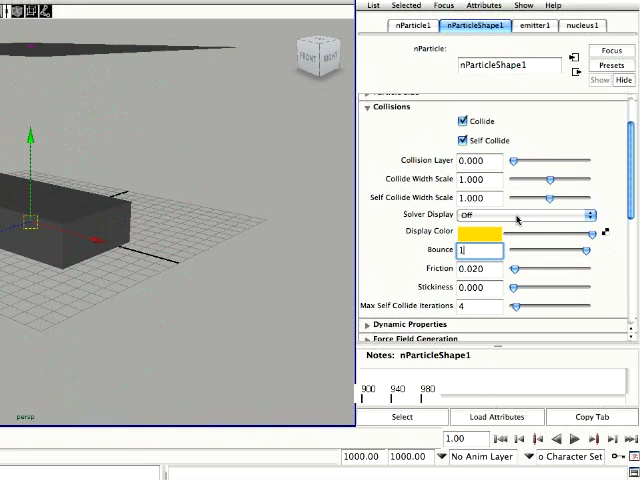 List Selected Focus Attributes Show Help
nParticle1 nParticleShape1 emitter1 nucleus1
nParticle:
nParticleShape1
Focus
Presets
Show Hide
Collisions
Collide
Self Collide
Collision Layer 0.000
Collide Width Scale 1.000
Self Collide Width Scale 1.000
Solver Display Off
Display Color
Bounce 1
Friction 0.020
Stickiness 0.000
Max Self Collide Iterations 4
Dynamic Properties
Force Field Generation
Notes: nParticleShape1
900 940 980
Select Load Attributes Copy Tab
FRONT RIGHT
persp
1.00
1000.00 1000.00 No Anim Layer o Character Set